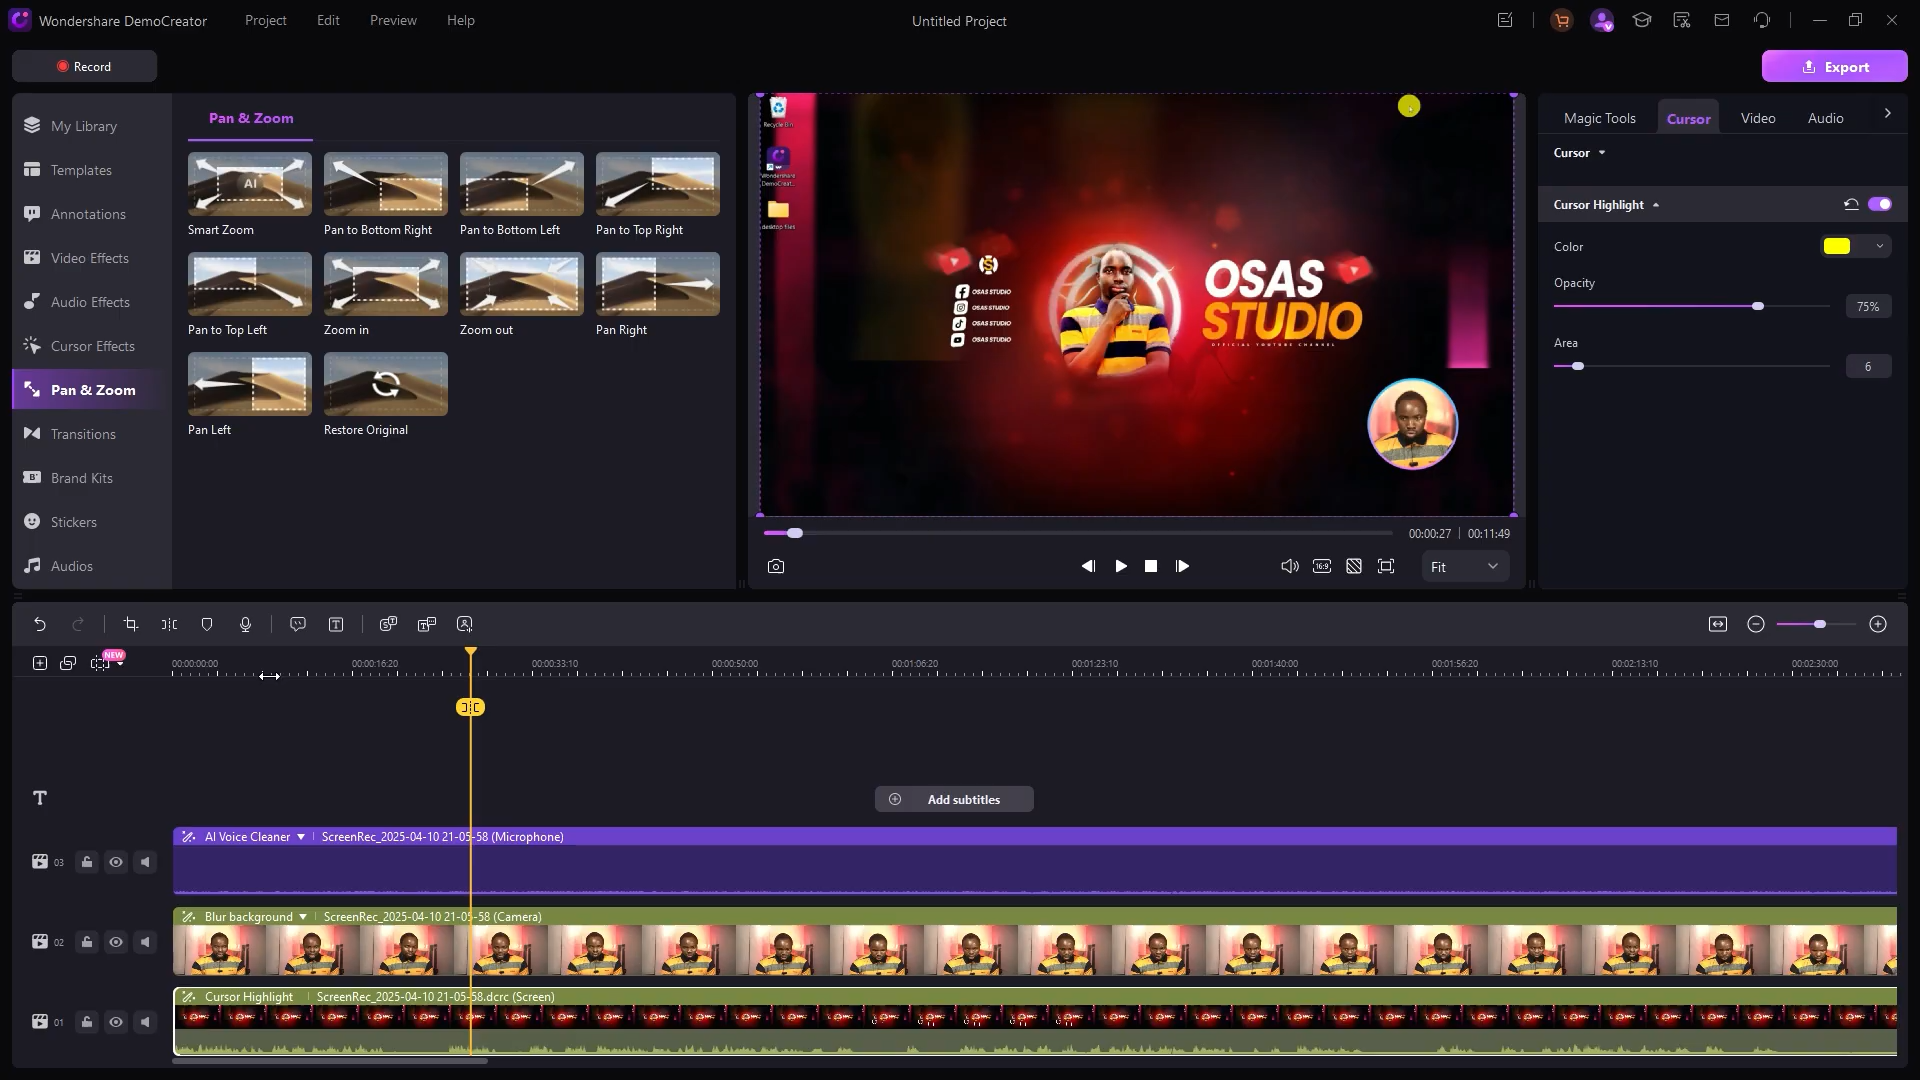 Wondershare DemoCreator
Project
Edit
Preview
Help
Untitled Project
Record
Export
My Library
Templates
Annotations
Video Effects
Audio Effects
Cursor Effects
Pan & Zoom
Transitions
Brand Kits
Stickers
Audios
Pan & Zoom
AI
Smart Zoom
Pan to Bottom Right
Pan to Bottom Left
Pan to Top Right
Pan to Top Left
Zoom in
Zoom out
Pan Right
Pan Left
Restore Original
Recycle Bin
Wondershare
DemoCreat...
desktop files
OSAS STUDIO
OSAS STUDIO
OSAS STUDIO
OSAS STUDIO
OSAS
STUDIO
OFFICIAL YOUTUBE CHANNEL
00:00:27 | 00:11:49
16:9
Fit
Magic Tools
Cursor
Video
Audio
Cursor
Cursor Highlight
Color
Opacity
75%
Area
6
NEW
00:00:00:00
00:00:16:20
00:00:33:10
00:00:50:00
00:01:06:20
00:01:23:10
00:01:40:00
00:01:56:20
00:02:13:10
00:02:30:00
T
Add subtitles
03
AI Voice Cleaner
ScreenRec_2025-04-10 21-05-58 (Microphone)
02
Blur background
ScreenRec_2025-04-10 21-05-58 (Camera)
01
Cursor Highlight
ScreenRec_2025-04-10 21-05-58.dcrc (Screen)